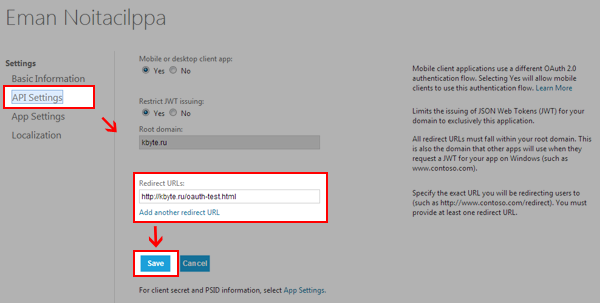 Eman Noitacilppa
Settings
Basic Information
API Settings
App Settings
Localization
Mobile or desktop client app:
Yes No
Restrict JWT issuing:
Yes No
Root domain:
kbyte.ru
Redirect URLs:
http://kbyte.ru/oauth-test.html
Add another redirect URL
Save Cancel
For client secret and PSID information, select App Settings.
Mobile client applications use a different OAuth 2.0
authentication flow. Selecting Yes will allow mobile
clients to use this authentication flow. Learn More
Limits the issuing of JSON Web Tokens (JWT) for your
domain to exclusively this application.
All redirect URLs must fall within your root domain. This
is also the domain that other apps will use when they
request a JWT for your app on Windows (such as
www.contoso.com).
Specify the exact URL you will be redirecting users to
(such as http://www.contoso.com/redirect). You must
provide at least one redirect URL.